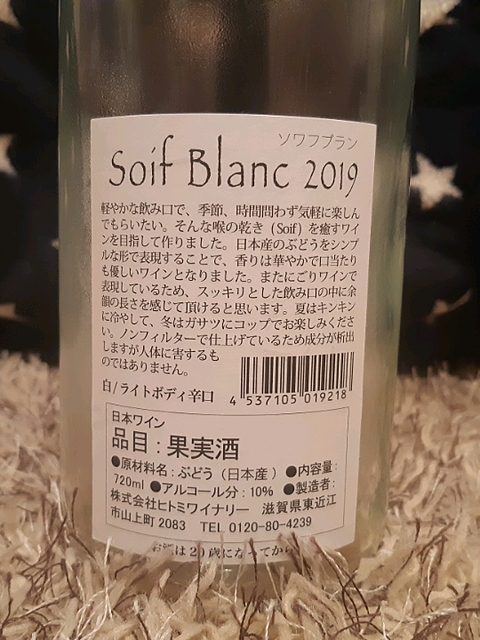 ソワフブラン
Soif Blanc 2019
軽やかな飲み口で、季節、時間問わず気軽に楽しん
でもらいたい。そんな喉の乾き（Soif）を癒すワイ
ンを目指して作りました。日本産のぶどうをシンプ
ルな形で表現することで、香りは華やかで口当たり
も優しいワインとなりました。またにごりワインで
表現しているため、スッキリとした飲み口の中に余
韻の長さを感じて頂けると思います。夏はキンキン
に冷やして、冬はガサツにコップでお楽しみくださ
い。ノンフィルターで仕上げているため成分が析出
しますが人体に害するも
のではありません。
白/ライトボディ辛口
4 537105 019218
日本ワイン
品目：果実酒
●原材料名：ぶどう（日本産）●内容量：
720ml ●アルコール分：10% ●製造者：
株式会社ヒトミワイナリー 滋賀県東近江
市山上町 2083 TEL 0120-80-4239
お酒は20歳になってから